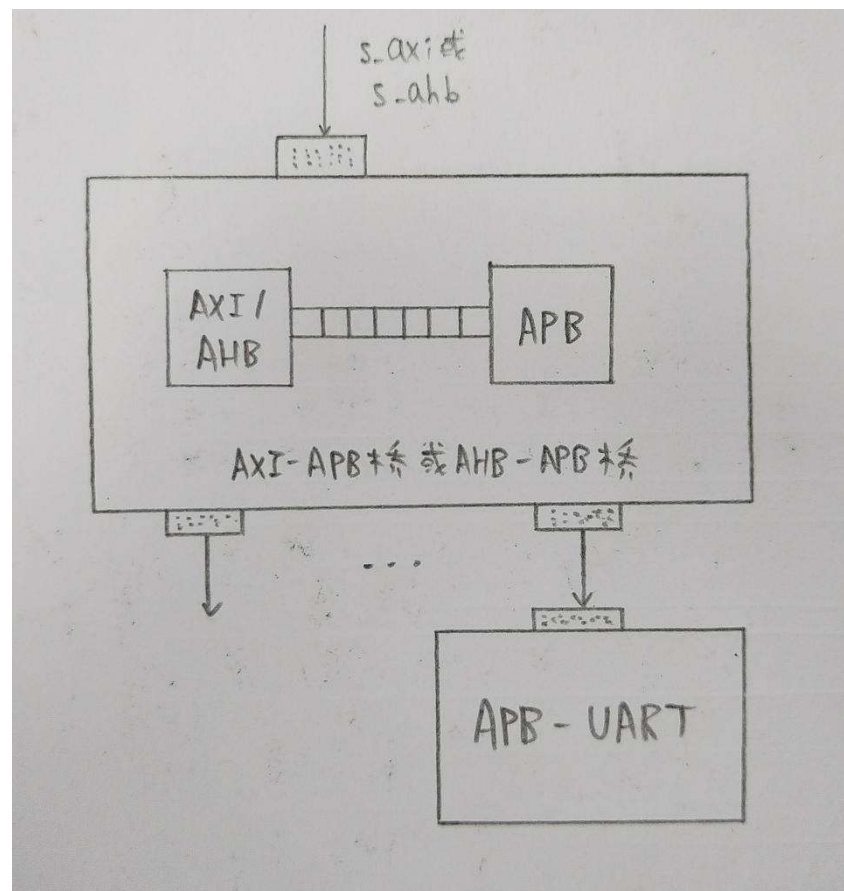 s_axi或
s_ahb
AXI/
AHB
APB
AXI-APB桥或AHB-APB桥
...
APB-UART